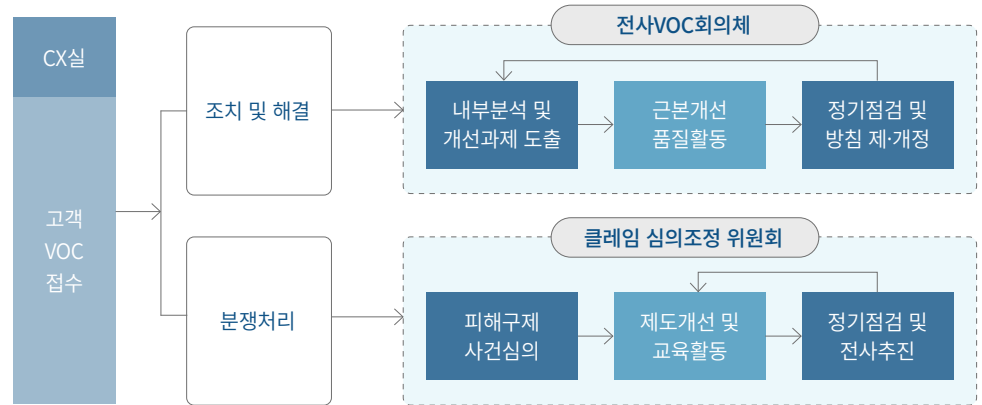 CX실
고객
VOC
접수
조치 및 해결
전사VOC회의체
내부분석 및
개선과제 도출
근본개선
품질활동
정기점검 및
방침 제·개정
분쟁처리
클레임 심의조정 위원회
피해구제
사건심의
제도개선 및
교육활동
정기점검 및
전사추진